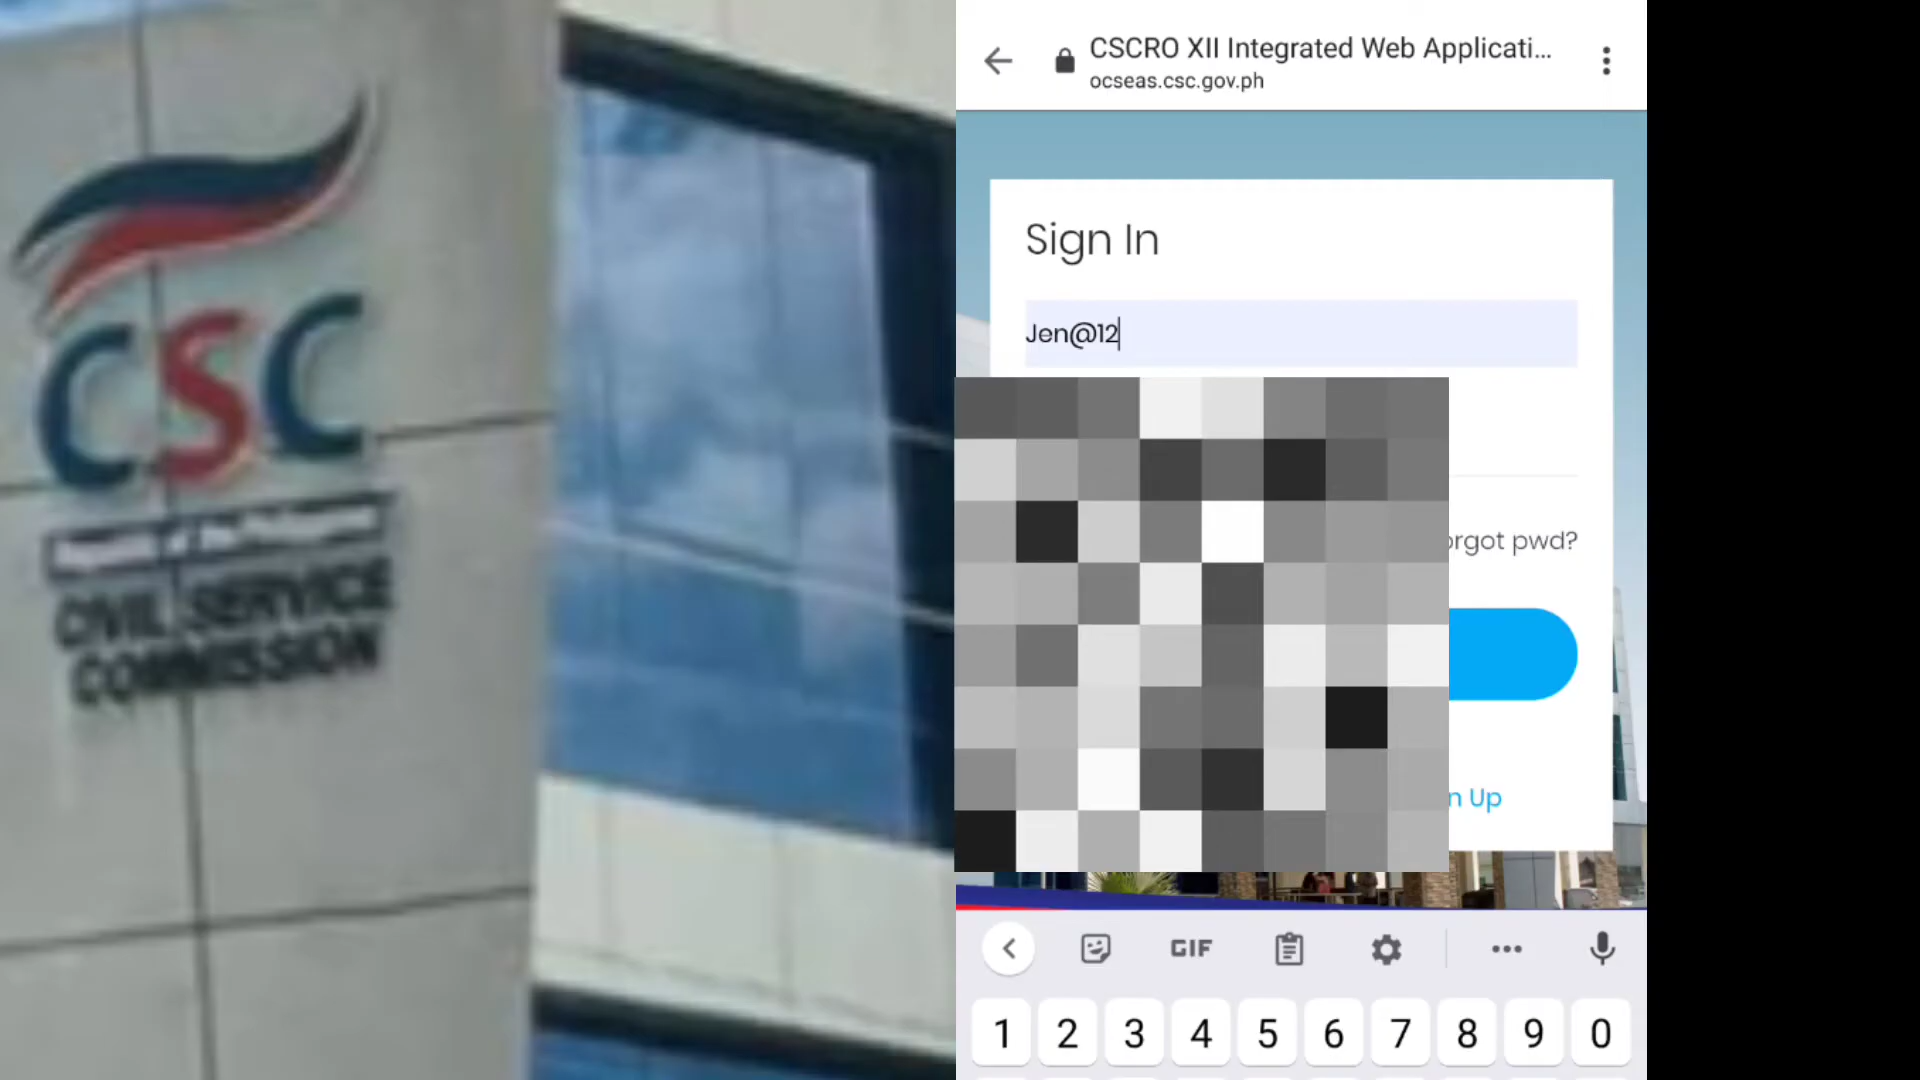 CSC
CIVIL SERVICE
COMMISSION
CSCRO XII Integrated Web Applicati...
ocseas.csc.gov.ph
Sign In
Jen@12
orgot pwd?
n Up
GIF
1 2 3 4 5 6 7 8 9 0